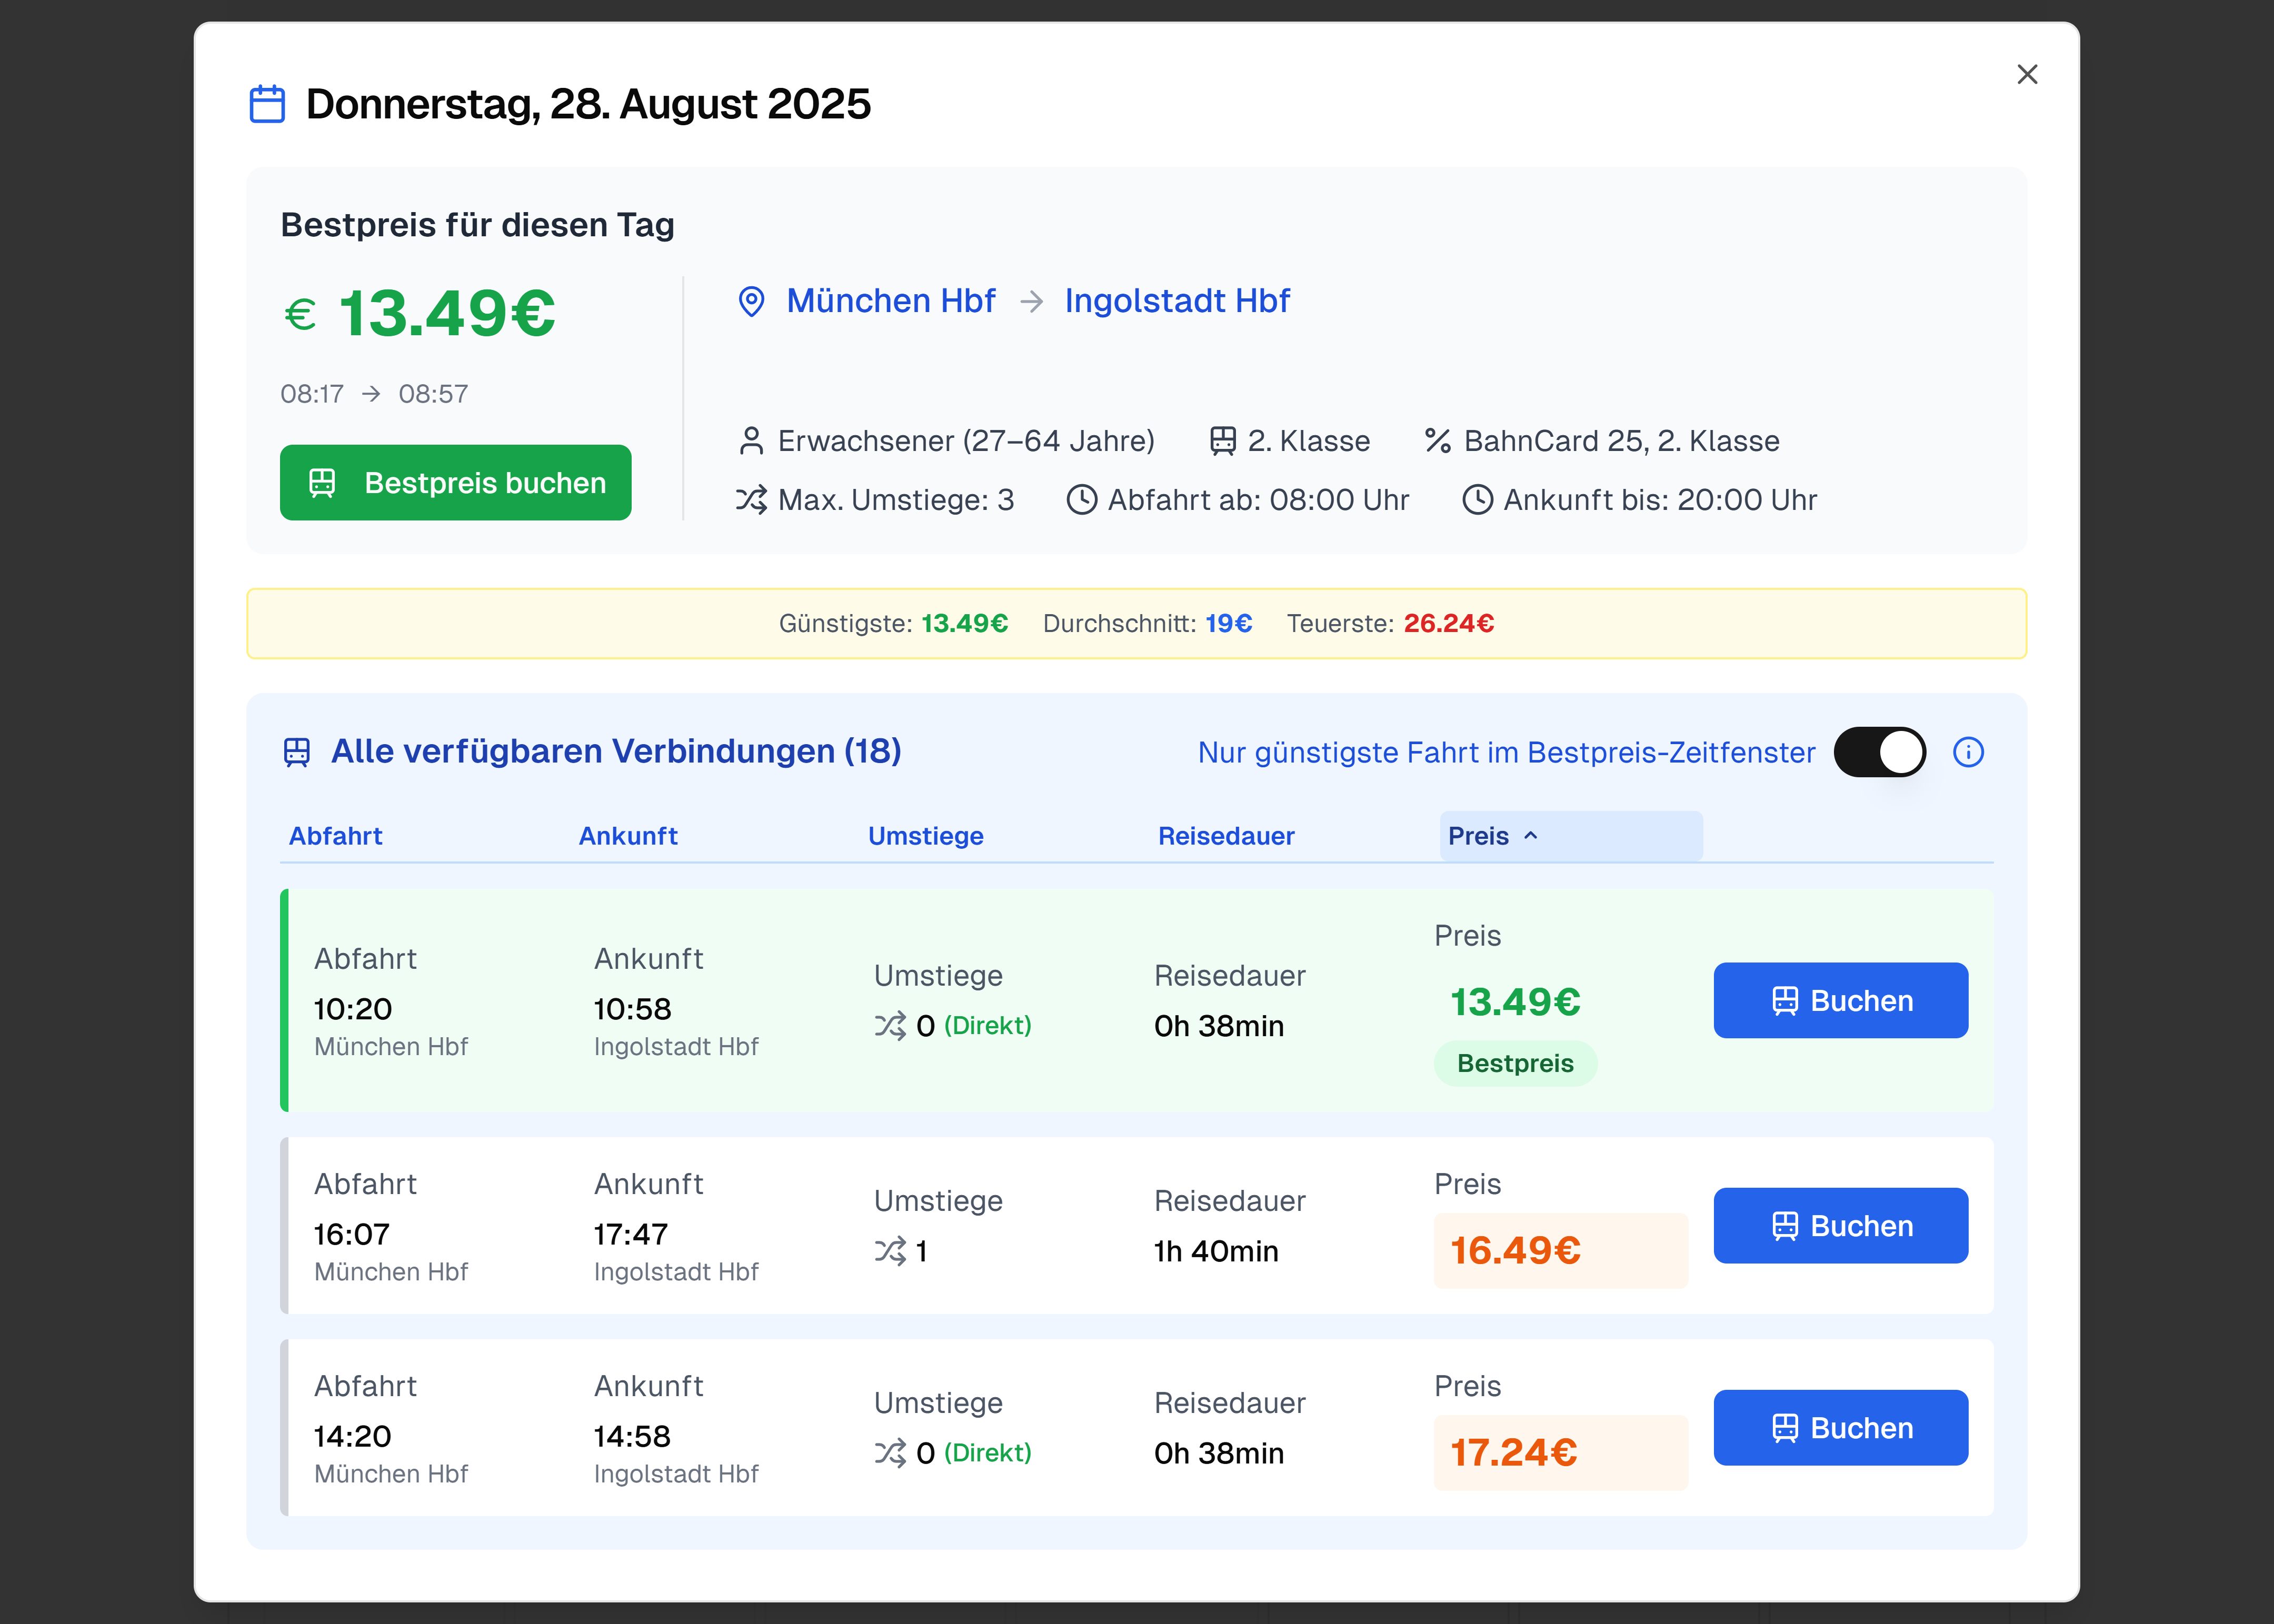 Donnerstag, 28. August 2025
Bestpreis für diesen Tag
€ 13.49€
08:17 → 08:57
Bestpreis buchen
München Hbf → Ingolstadt Hbf
Erwachsener (27–64 Jahre) 2. Klasse BahnCard 25, 2. Klasse
Max. Umstiege: 3 Abfahrt ab: 08:00 Uhr Ankunft bis: 20:00 Uhr
Günstigste: 13.49€ Durchschnitt: 19€ Teuerste: 26.24€
Alle verfügbaren Verbindungen (18) Nur günstigste Fahrt im Bestpreis-Zeitfenster
Abfahrt Ankunft Umstiege Reisedauer Preis
Abfahrt
10:20
München Hbf
Ankunft
10:58
Ingolstadt Hbf
Umstiege
0 (Direkt)
Reisedauer
0h 38min
Preis
13.49€
Bestpreis
Buchen
Abfahrt
16:07
München Hbf
Ankunft
17:47
Ingolstadt Hbf
Umstiege
1
Reisedauer
1h 40min
Preis
16.49€
Buchen
Abfahrt
14:20
München Hbf
Ankunft
14:58
Ingolstadt Hbf
Umstiege
0 (Direkt)
Reisedauer
0h 38min
Preis
17.24€
Buchen